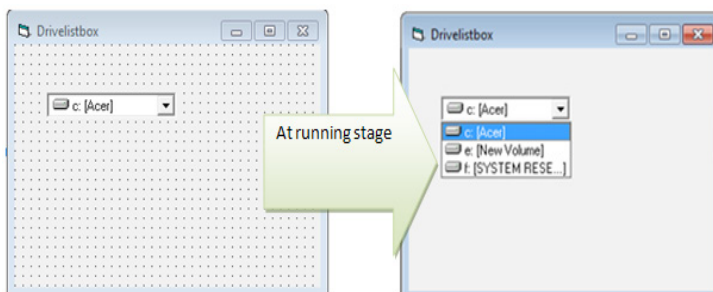 Drivelistbox
c: [Acer]
At running stage
Drivelistbox
c: [Acer]
c: [Acer]
e: [New Volume]
f: [SYSTEM RESE...]